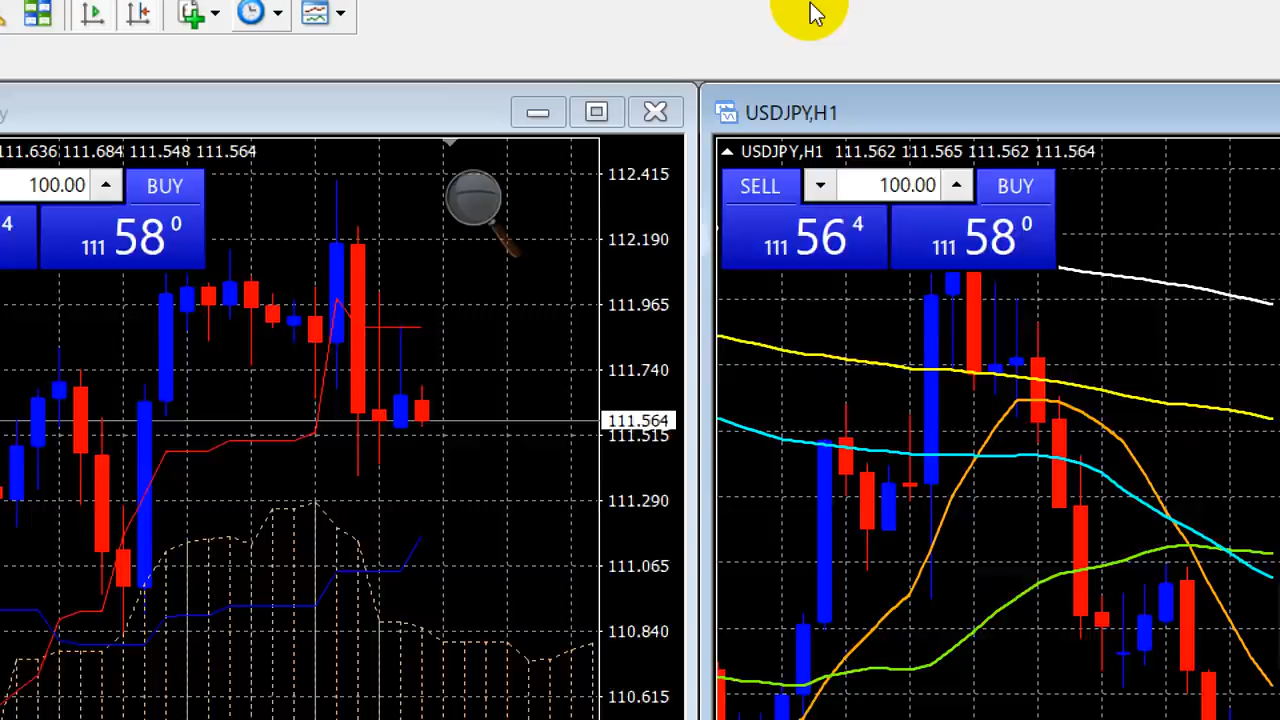 y
111.636 111.684 111.548 111.564
100.00 BUY
4 111 58 0
112.415
112.190
111.965
111.740
111.564
111.515
111.290
111.065
110.840
110.615
USDJPY,H1
USDJPY,H1 111.562 111.565 111.562 111.564
SELL 100.00 BUY
111 56 4 111 58 0